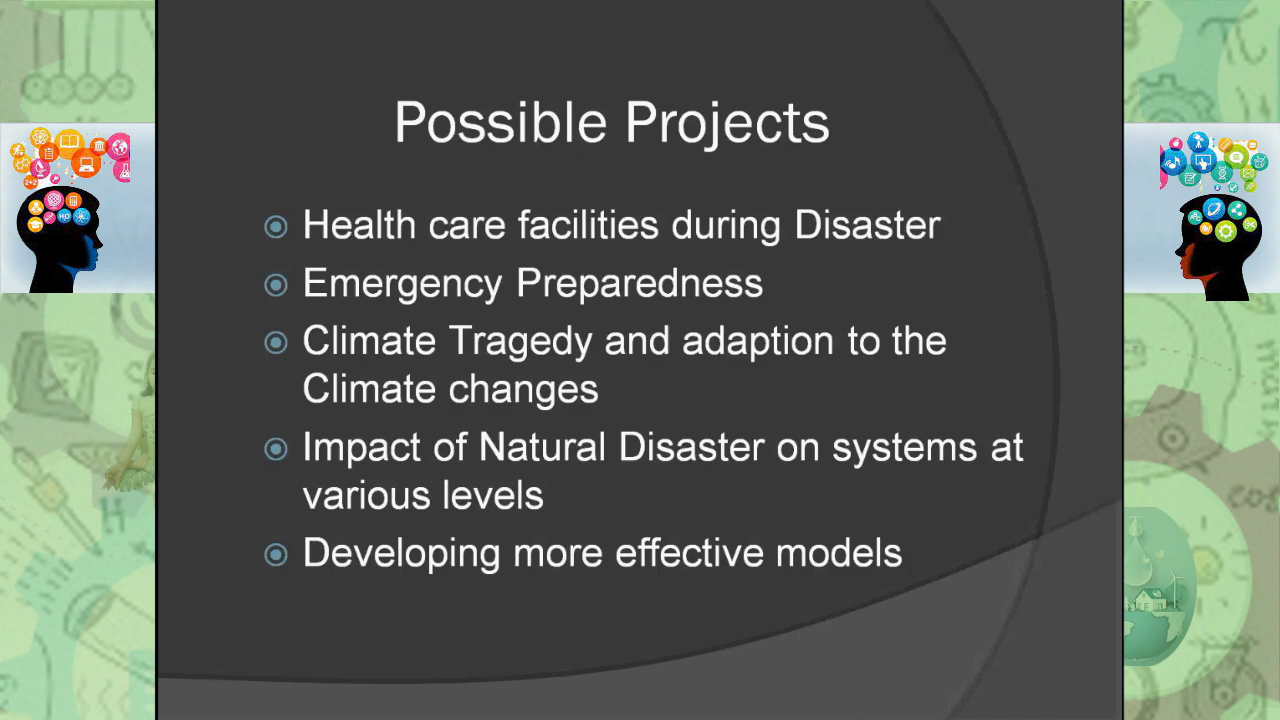 Possible Projects
Health care facilities during Disaster
Emergency Preparedness
Climate Tragedy and adaption to the
Climate changes
Impact of Natural Disaster on systems at
various levels
Developing more effective models